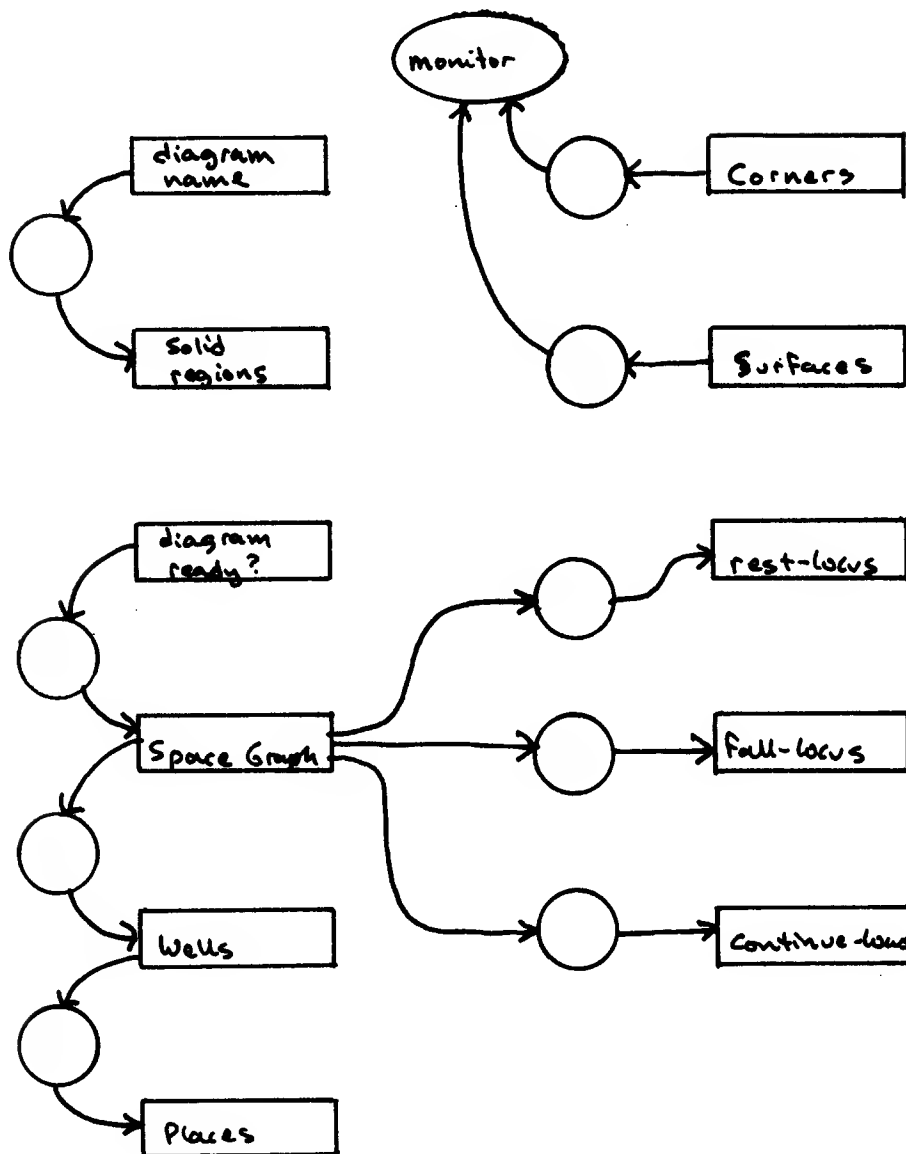 monitor
diagram
name
Corners
Solid
regions
Surfaces
diagram
ready?
rest-locus
Space Graph
fall-locus
Wells
Places